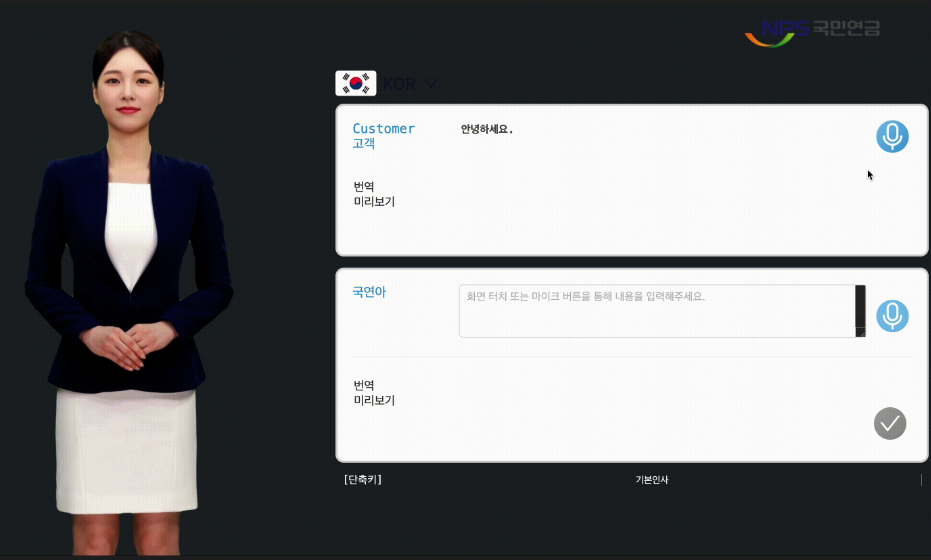 NPS국민연금
KOR
Customer
고객
안녕하세요.
번역
미리보기
국연아
화면 터치 또는 마이크 버튼을 통해 내용을 입력해주세요.
번역
미리보기
[단축키]
기본인사